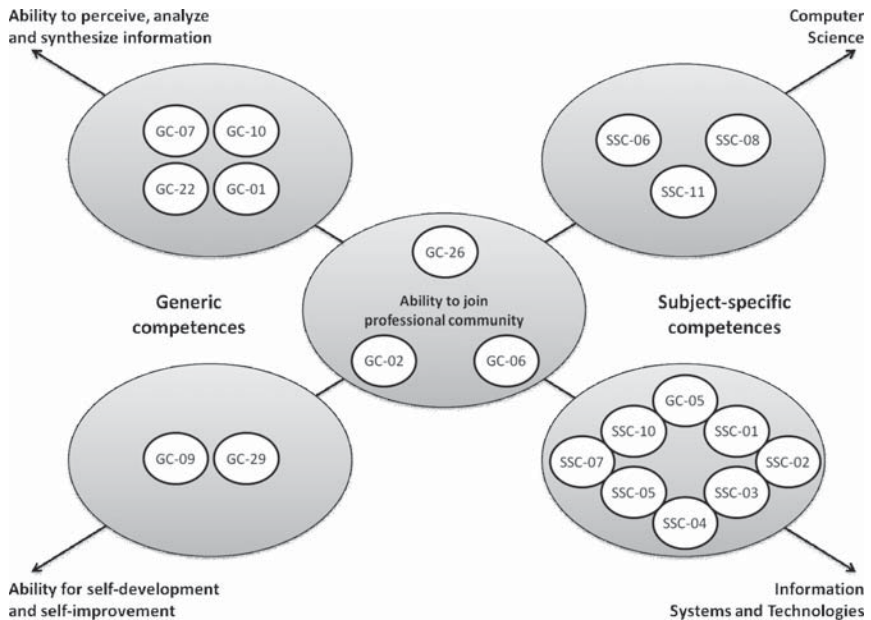 Ability to perceive, analyze
and synthesize information
Computer
Science
GC-07 GC-10
GC-22 GC-01
SSC-06 SSC-08
SSC-11
GC-26
Ability to join
professional community
GC-02 GC-06
Generic
competences
Subject-specific
competences
GC-09 GC-29
GC-05
SSC-10 SSC-01
SSC-07 SSC-02
SSC-05 SSC-03
SSC-04
Ability for self-development
and self-improvement
Information
Systems and Technologies